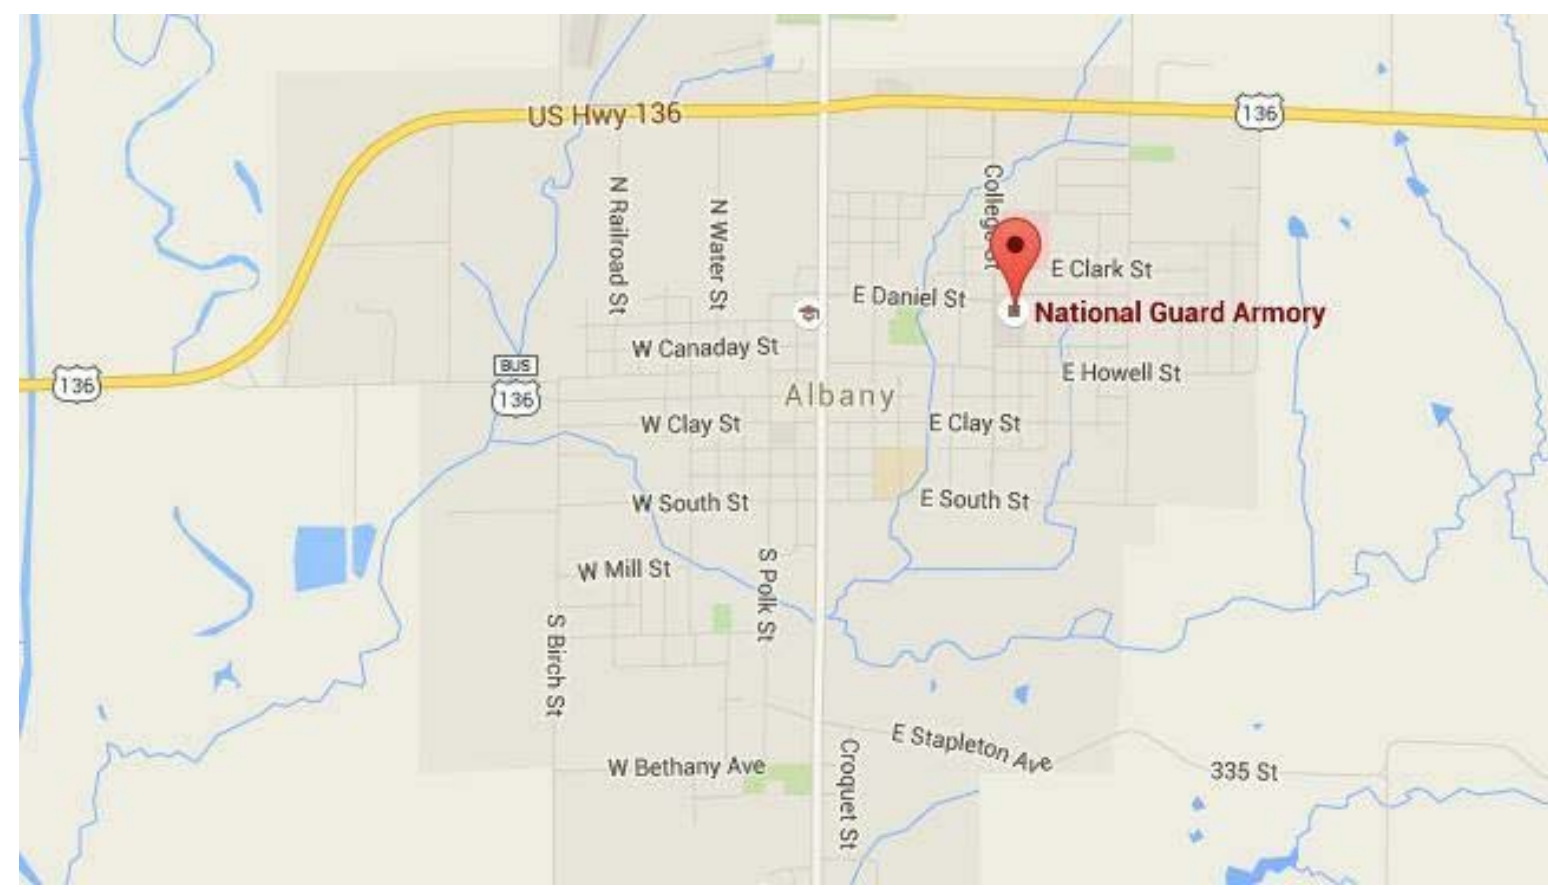 US Hwy 136
136
College St
N Railroad St
N Water St
E Clark St
E Daniel St
National Guard Armory
W Canaday St
BUS
136
136
E Howell St
Albany
W Clay St
E Clay St
W South St
E South St
W Mill St
S Polk St
S Birch St
E Stapleton Ave
W Bethany Ave
Croquet St
335 St